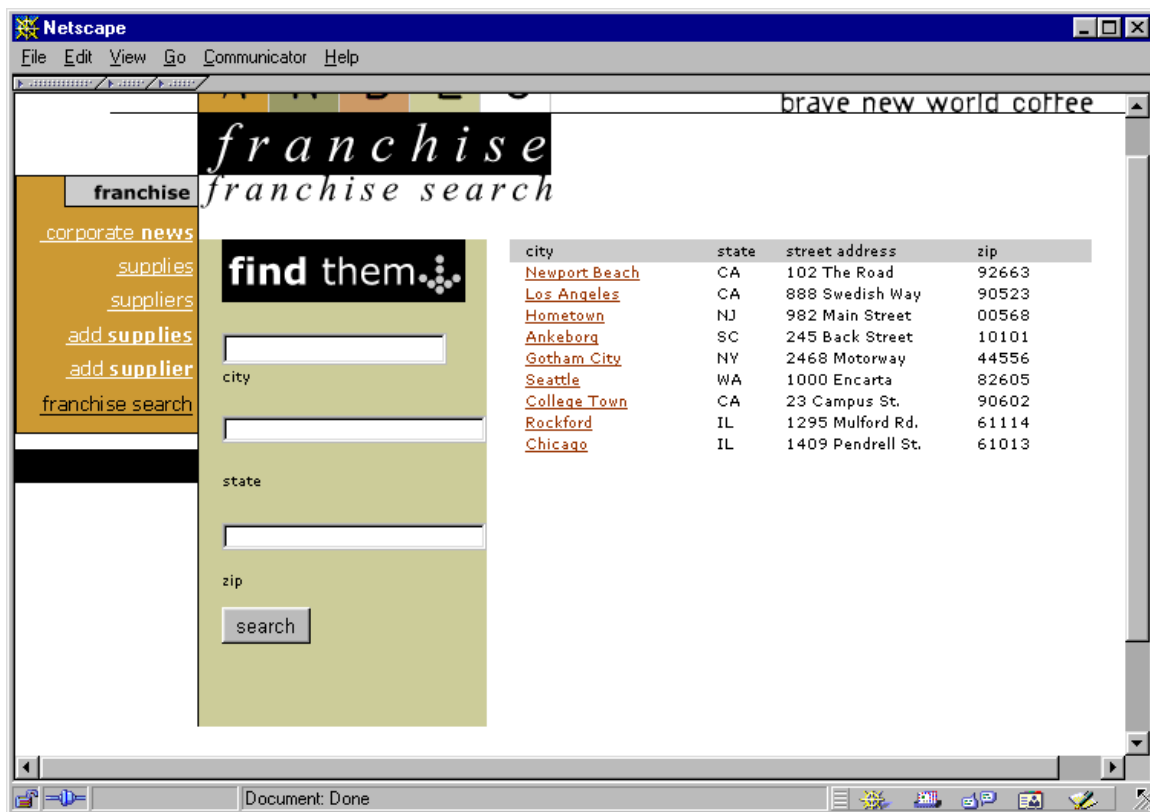 Netscape
File Edit View Go Communicator Help
A N D E S
brave new world coffee
franchise
franchise search
franchise
corporate news
supplies
suppliers
add supplies
add supplier
franchise search
find them
city
state
zip
search
city state street address zip
Newport Beach CA 102 The Road 92663
Los Angeles CA 888 Swedish Way 90523
Hometown NJ 982 Main Street 00568
Ankeborg SC 245 Back Street 10101
Gotham City NY 2468 Motorway 44556
Seattle WA 1000 Encarta 82605
College Town CA 23 Campus St. 90602
Rockford IL 1295 Mulford Rd. 61114
Chicago IL 1409 Pendrell St. 61013
Document: Done